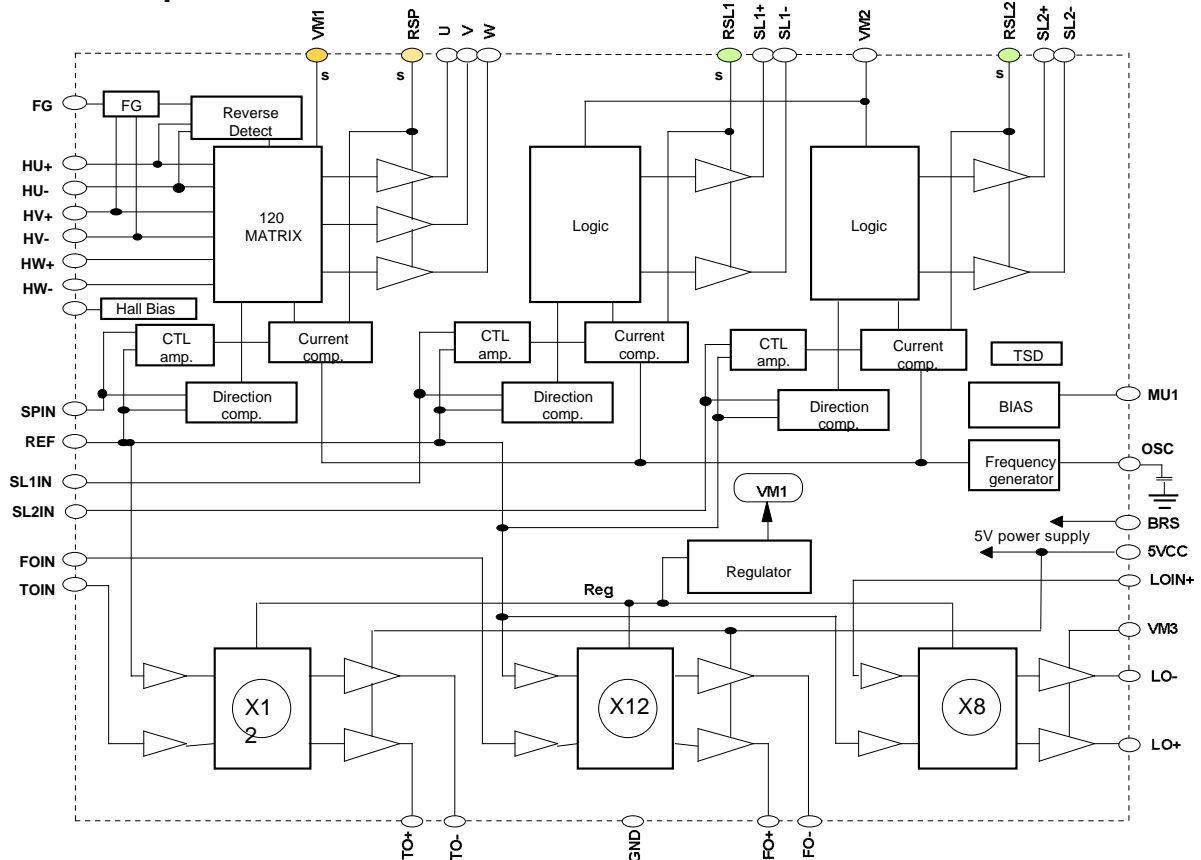 VM1
RSP
U
V
W
RSL1
SL1+
SL1-
VM2
RSL2
SL2+
SL2-
s
s
s
s
FG
FG
Reverse
Detect
HU+
HU-
HV+
HV-
HW+
HW-
120
MATRIX
Logic
Logic
Hall Bias
CTL
amp.
Current
comp.
CTL
amp.
Current
comp.
CTL
amp.
Current
comp.
TSD
Direction
comp.
Direction
comp.
Direction
comp.
BIAS
MU1
SPIN
REF
SL1IN
SL2IN
Frequency
generator
OSC
VM1
BRS
5V power supply
5VCC
FOIN
TOIN
Regulator
LOIN+
Reg
VM3
X1
2
X12
X8
LO-
LO+
TO+
TO-
GND
FO+
FO-